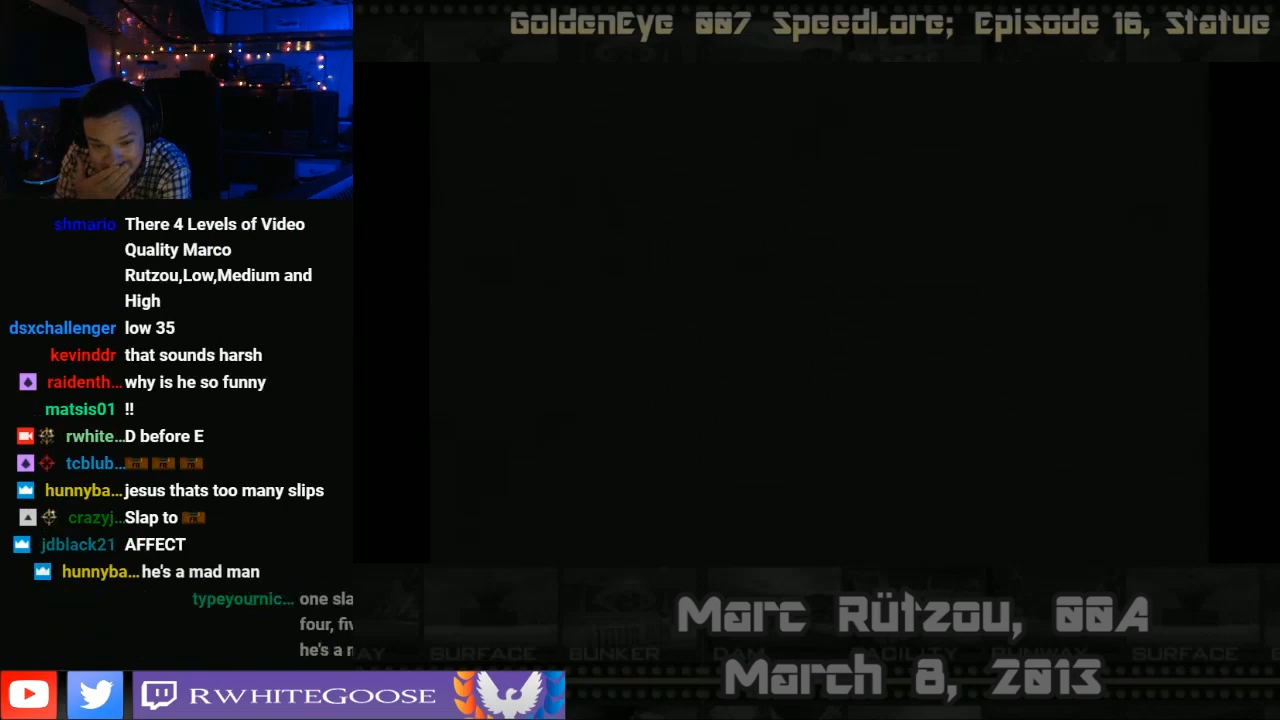 GoldenEye 007 SpeedLore; Episode 16, Statue
shmario There 4 Levels of Video
Quality Marco
Rutzou,Low,Medium and
High
dsxchallenger low 35
kevinddr that sounds harsh
raidenth… why is he so funny
matsis01 !!
rwhite… D before E
tcblub…
hunnyba… jesus thats too many slips
crazyj… Slap to
jdblack21 AFFECT
hunnyba… he's a mad man
typeyournic… one sla
four, fiv
he's a m
SURFACE BUNKER DAM FACILITY RUNWAY SURFACE
Marc Rützou, 00A
March 8, 2013
RWHITEGOOSE